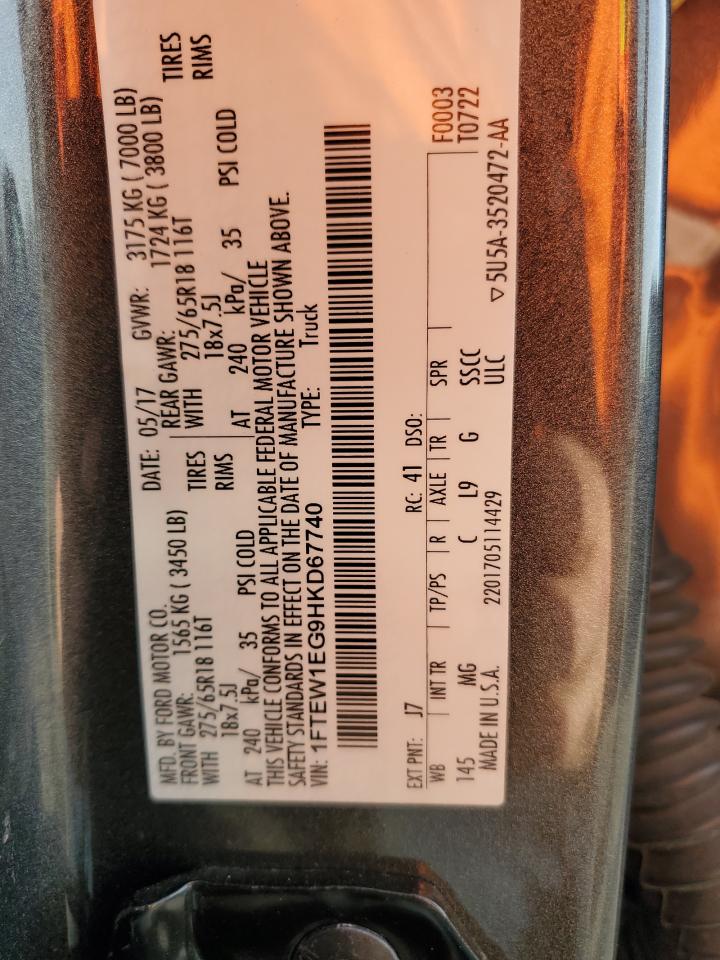 MFD. BY FORD MOTOR CO. DATE: 05/17 GVWR: 3175 KG ( 7000 LB)
FRONT GAWR: 1565 KG ( 3450 LB) REAR GAWR: 1724 KG ( 3800 LB)
WITH 275/65R18 116T TIRES WITH 275/65R18 116T TIRES
18x7.5J RIMS 18x7.5J RIMS
AT 240 kPa/ 35 PSI COLD AT 240 kPa/ 35 PSI COLD
THIS VEHICLE CONFORMS TO ALL APPLICABLE FEDERAL MOTOR VEHICLE
SAFETY STANDARDS IN EFFECT ON THE DATE OF MANUFACTURE SHOWN ABOVE.
VIN: 1FTEW1EG9HKD67740 TYPE: Truck
EXT PNT: J7 RC: 41 DSO: F0003
WB INT TR TP/PS R AXLE TR SPR T0722
145 MG C L9 G SSCC
MADE IN U.S.A. 2201705114429 ULC ▽5U5A-3520472-AA